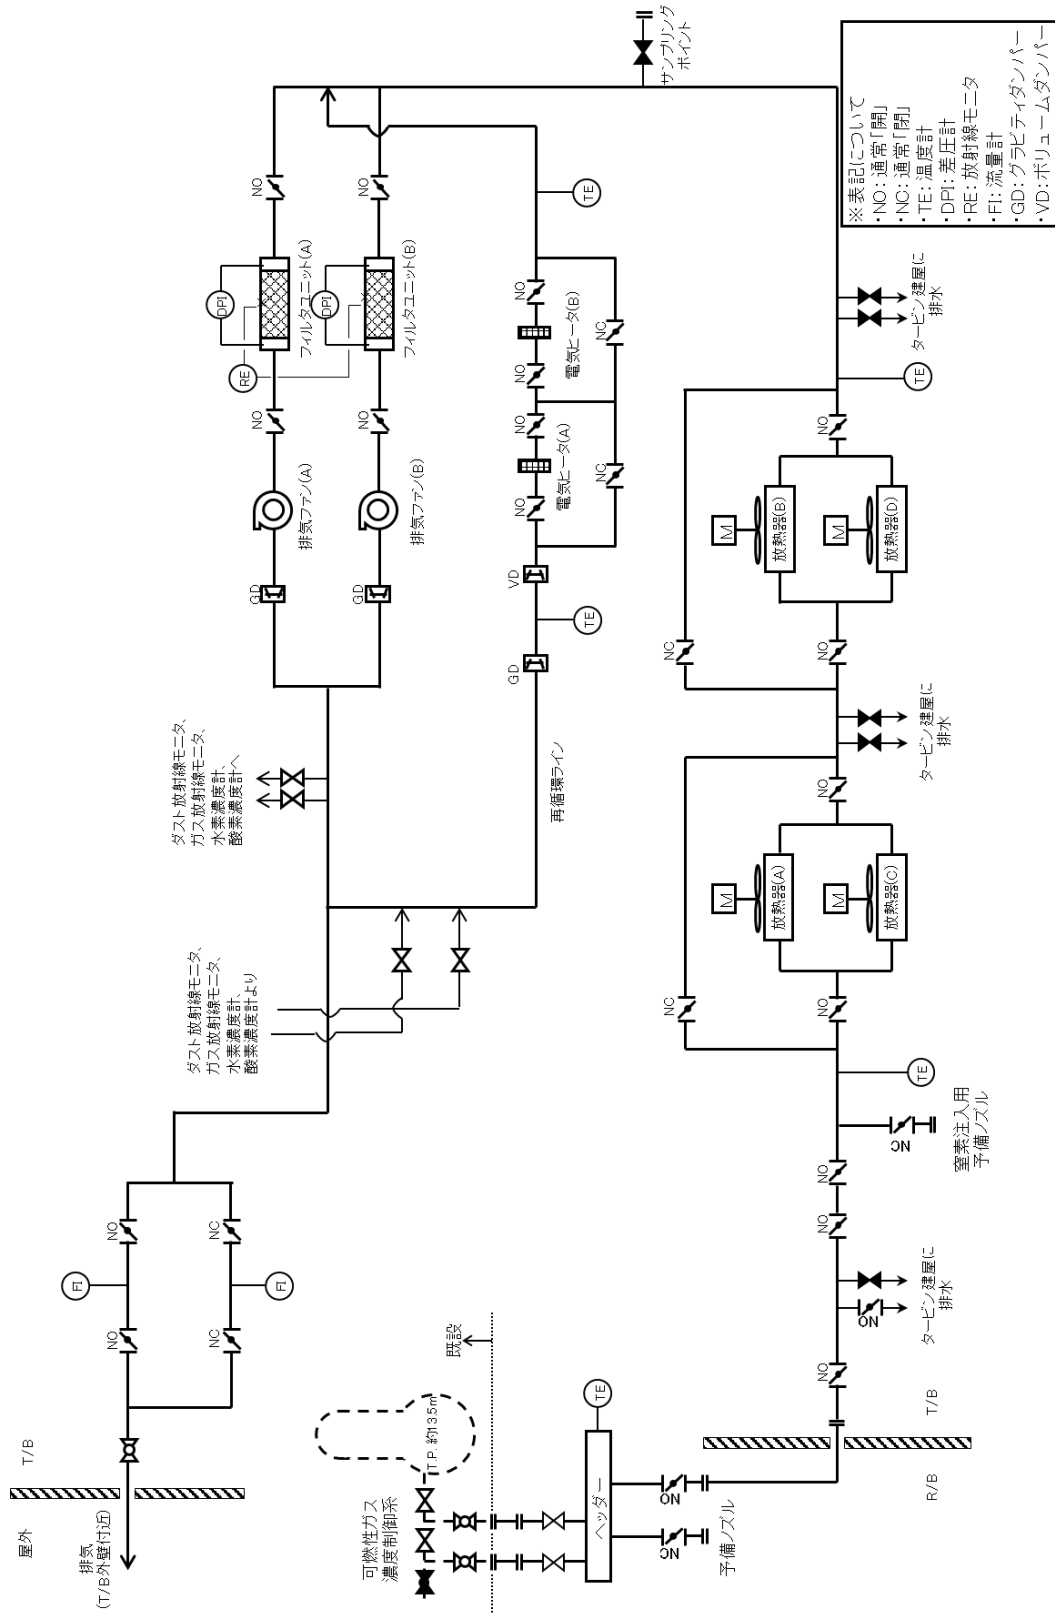 屋外
T/B
排気
(T/B外壁付近)
NO
NO
FI
NC
NC
FI
ダスト放射線モニタ、
ガス放射線モニタ、
水素濃度計、
酸素濃度計より
ダスト放射線モニタ、
ガス放射線モニタ、
水素濃度計、
酸素濃度計へ
GD
GD
排気ファン(A)
排気ファン(B)
NO
NO
RE
DPI
DPI
フィルタユニット(A)
フィルタユニット(B)
NO
NO
サンプリング
ポイント
再循環ライン
GD
TE
VD
NO
電気ヒータ(A)
NO
NC
NO
電気ヒータ(B)
NO
NC
TE
可燃性ガス
濃度制御系
T.P. 約13.5m
既設
ヘッダー
TE
NC
NO
予備ノズル
R/B
T/B
NO
NO
タービン建屋に
排水
NO
NO
NC
窒素注入用
予備ノズル
TE
NC
NO
M
放熱器(A)
M
放熱器(C)
NO
タービン建屋に
排水
NC
NO
M
放熱器(B)
M
放熱器(D)
NO
TE
タービン建屋に
排水
※表記について
・NO：通常「開」
・NC：通常「閉」
・TE：温度計
・DPI：差圧計
・RE：放射線モニタ
・FI：流量計
・GD：グラビティダンパー
・VD：ボリュームダンパー